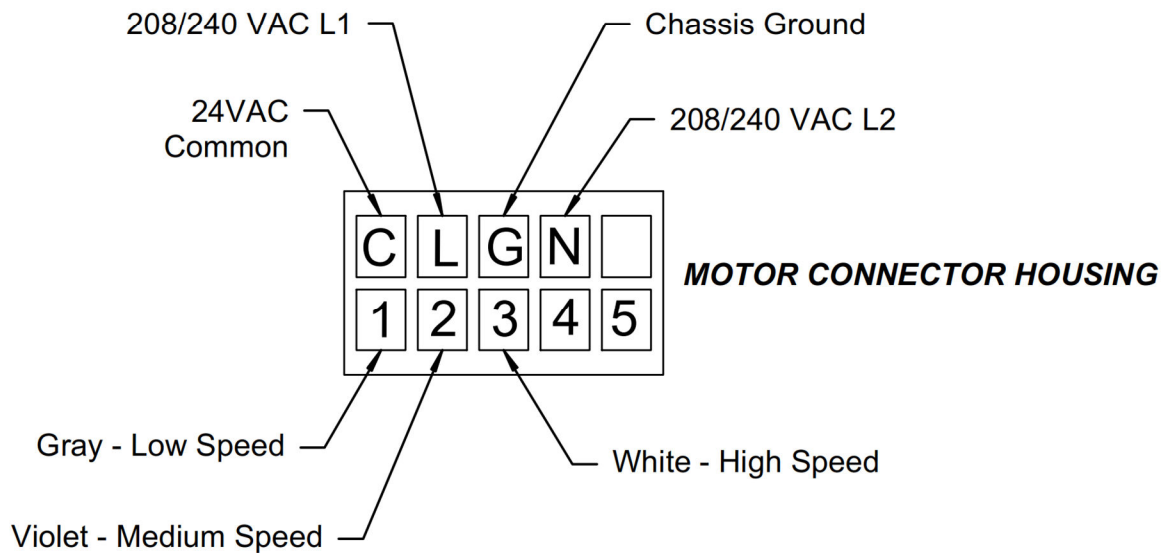 208/240 VAC L1
Chassis Ground
24VAC
Common
208/240 VAC L2
C L G N
MOTOR CONNECTOR HOUSING
1 2 3 4 5
Gray - Low Speed
White - High Speed
Violet - Medium Speed